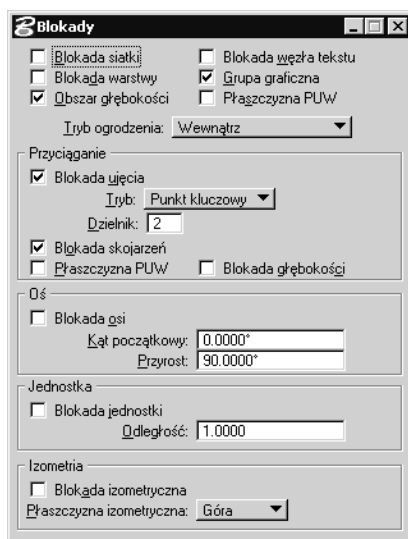 Blokady
Blokada siatki Blokada węzła tekstu
Blokada warstwy Grupa graficzna
Obszar głębokości Płaszczyzna PUW
Tryb ogrodzenia: Wewnątrz
Przyciąganie
Blokada ujęcia
Tryb: Punkt kluczowy
Dzielnik: 2
Blokada skojarzeń
Płaszczyzna PUW Blokada głębokości
Oś
Blokada osi
Kąt początkowy: 0.0000°
Przyrost: 90.0000°
Jednostka
Blokada jednostki
Odległość: 1.0000
Izometria
Blokada izometryczna
Płaszczyzna izometryczna: Góra